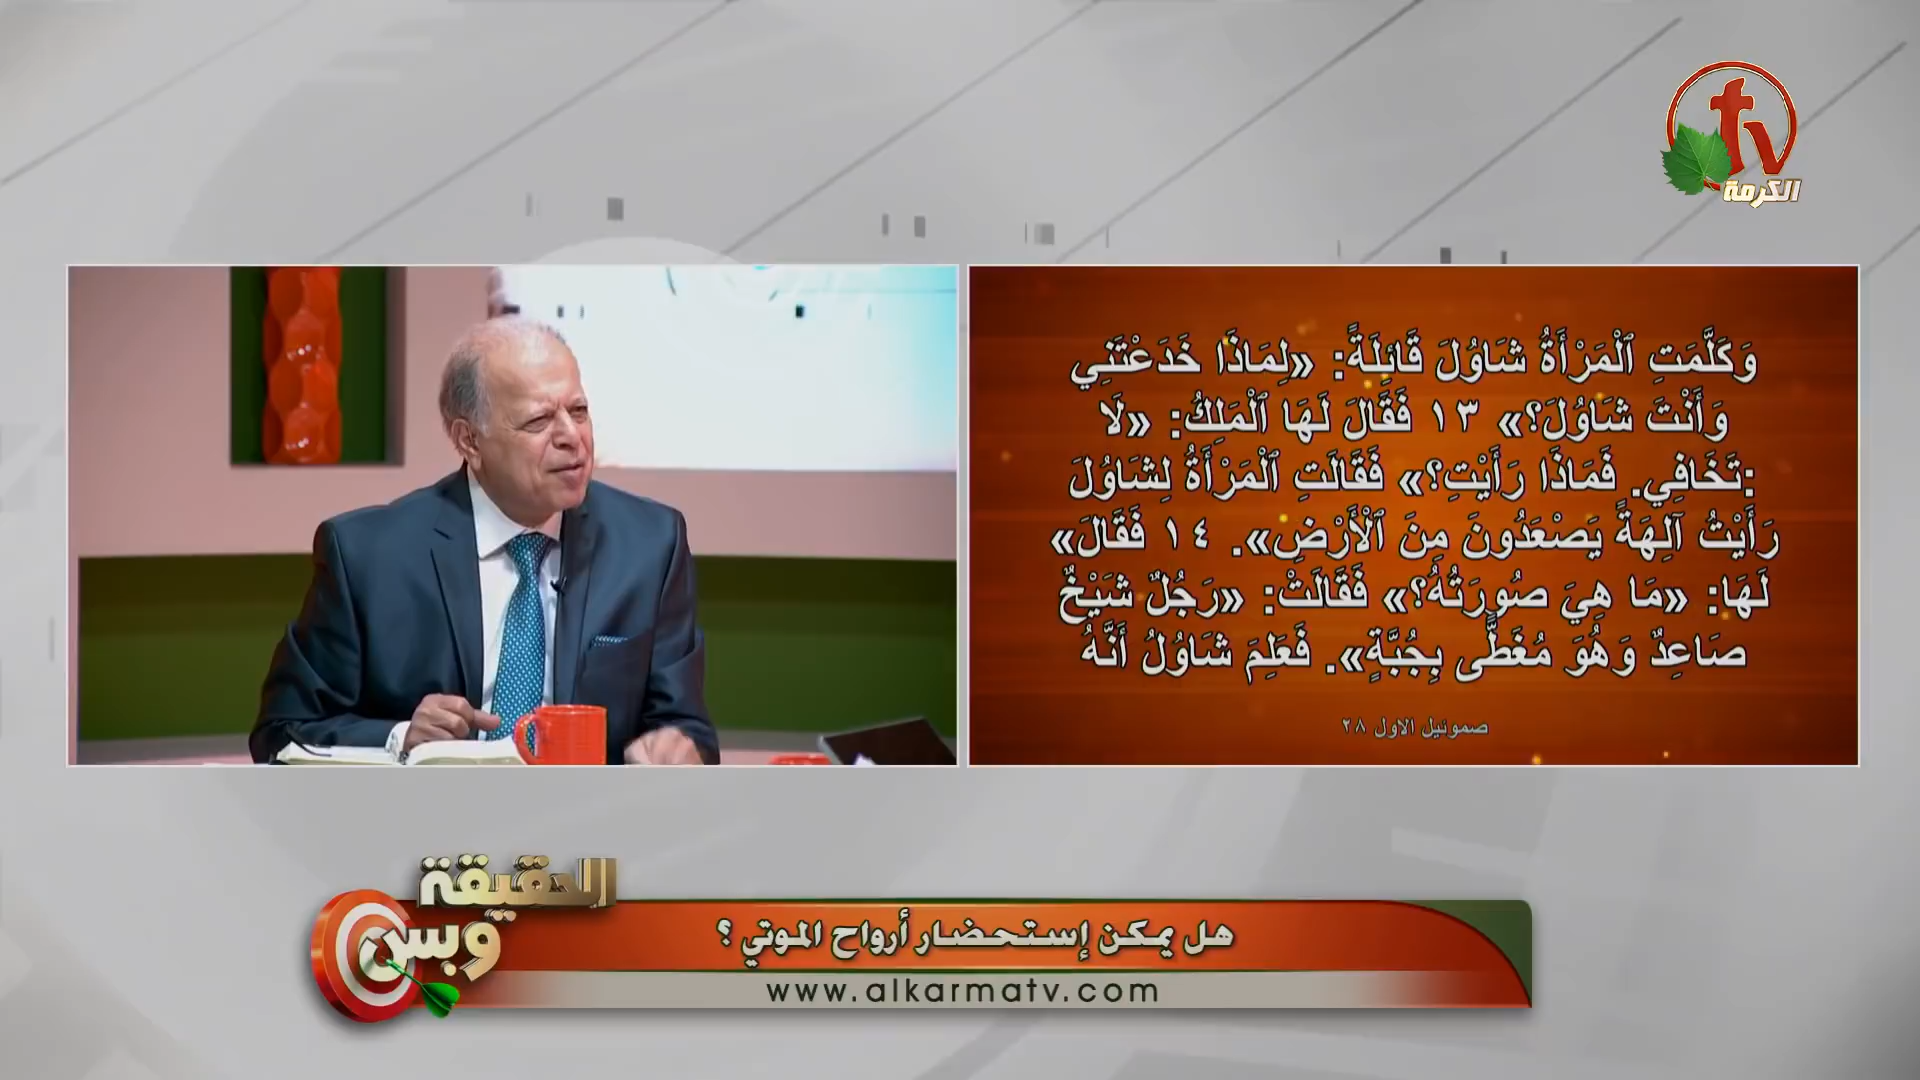 tv
الكرمة
وَكَلَّمَتِ ٱلْمَرْأَةُ شَاوُلَ قَائِلَةً: «لِمَاذَا خَدَعْتَنِي
وَأَنْتَ شَاوُلَ؟» ١٣ فَقَالَ لَهَا ٱلْمَلِكُ: «لَا
:تَخَافِي. فَمَاذَا رَأَيْتِ؟» فَقَالَتِ ٱلْمَرْأَةُ لِشَاوُلَ
رَأَيْتُ آلِهَةً يَصْعَدُونَ مِنَ ٱلْأَرْضِ». ١٤ فَقَالَ»
لَهَا: «مَا هِيَ صُورَتُهُ؟» فَقَالَتْ: «رَجُلٌ شَيْخٌ
صَاعِدٌ وَهُوَ مُغَطًّى بِجُبَّةٍ». فَعَلِمَ شَاوُلُ أَنَّهُ
صموئيل الاول ٢٨
الحقيقة
وبس
هل يمكن إستحضار أرواح الموتي ؟
www.alkarmatv.com